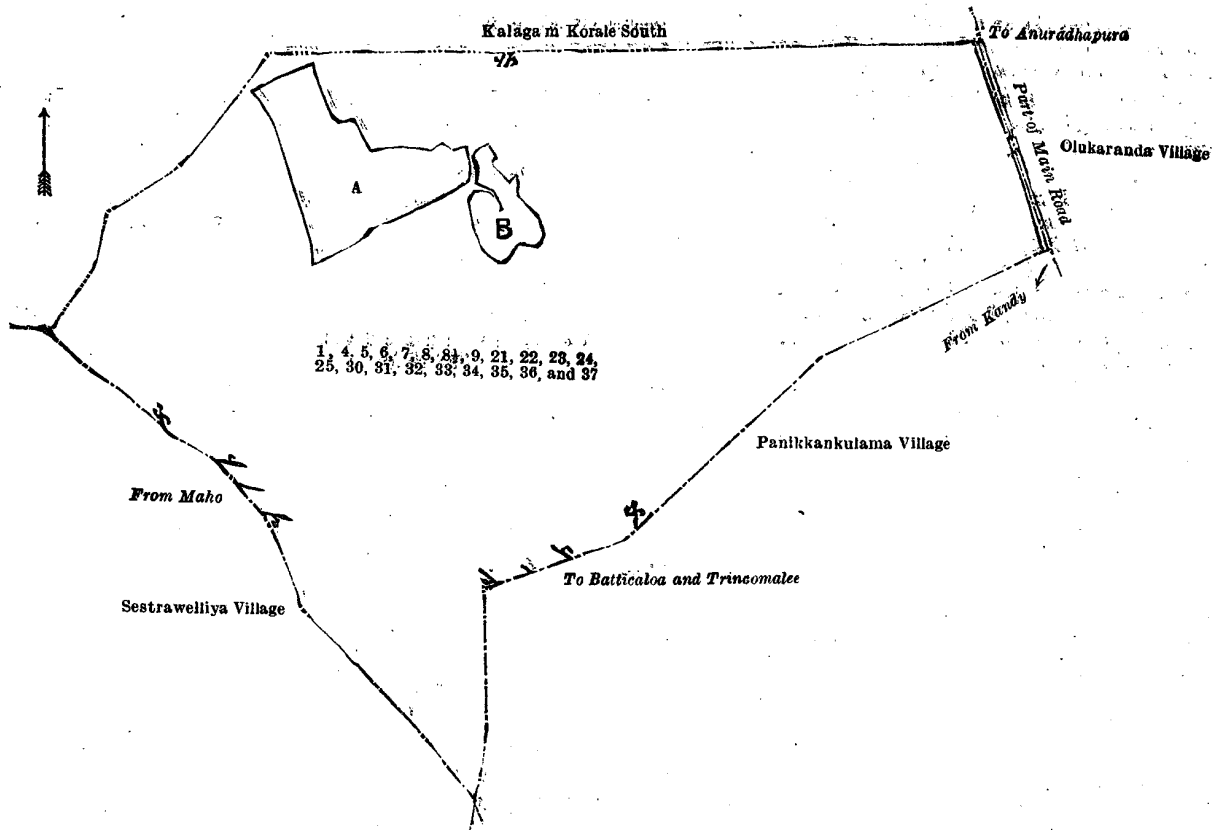 Kalaga m Korale South
To Anuradhapura
Part of Main Road
Olukaranda Village
A
B
From Kandy
1, 4, 5, 6, 7, 8, 8½, 9, 21, 22, 23, 24,
25, 30, 31, 32, 33, 34, 35, 36, and 37
Panikkankulama Village
From Maho
To Batticaloa and Trincomalee
Sestrawelliya Village